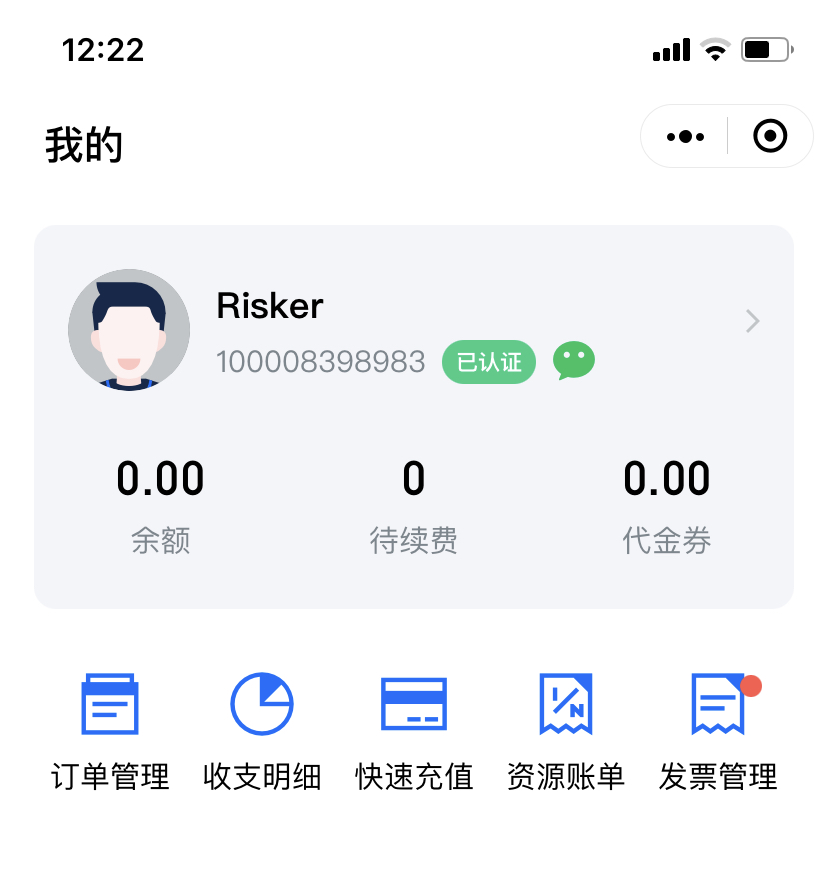 12:22
我的
Risker
100008398983 已认证
0.00 0 0.00
余额 待续费 代金券
订单管理 收支明细 快速充值 资源账单 发票管理